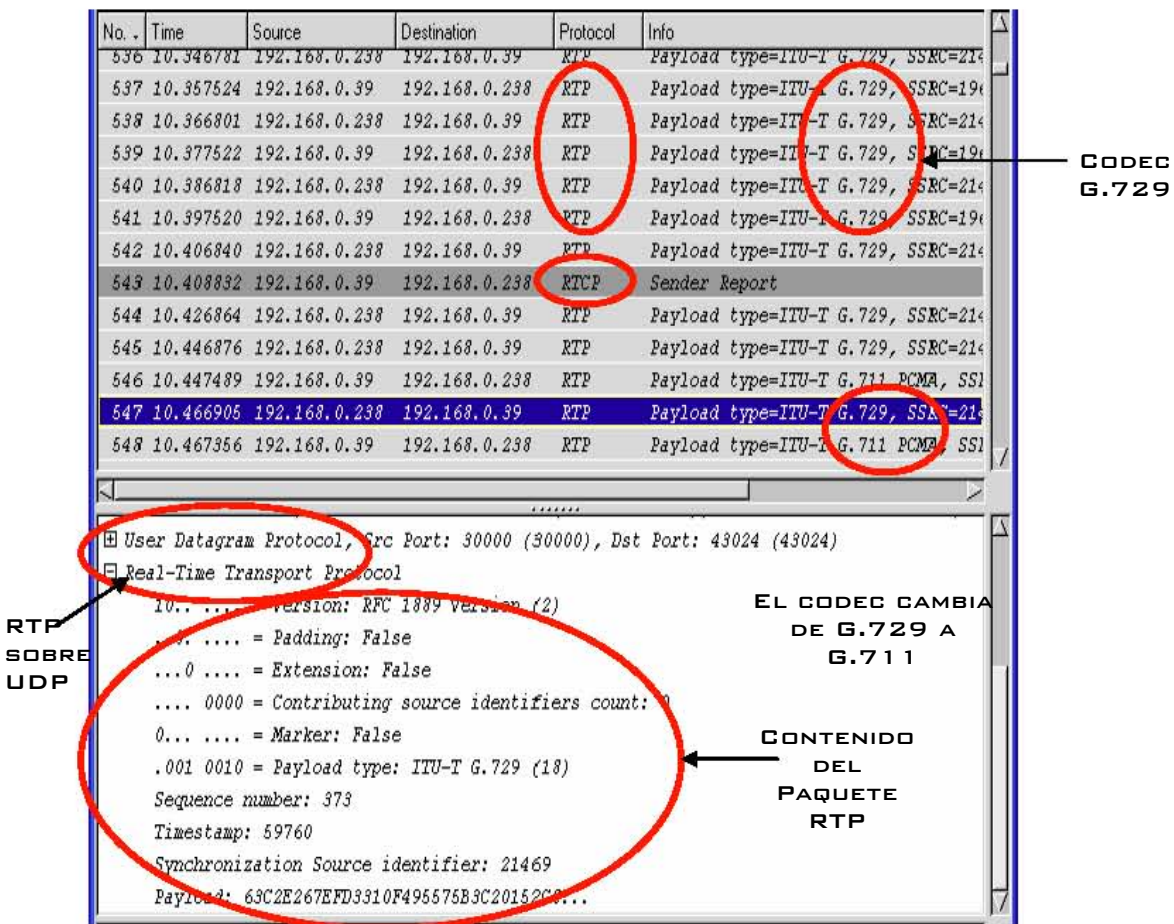 No. Time Source Destination Protocol Info
536 10.346781 192.168.0.238 192.168.0.39 RTP Payload type=ITU-T G.729, SSRC=214
537 10.357524 192.168.0.39 192.168.0.238 RTP Payload type=ITU-T G.729, SSRC=196
538 10.366801 192.168.0.238 192.168.0.39 RTP Payload type=ITU-T G.729, SSRC=214
539 10.377522 192.168.0.39 192.168.0.238 RTP Payload type=ITU-T G.729, SSRC=196
540 10.386818 192.168.0.238 192.168.0.39 RTP Payload type=ITU-T G.729, SSRC=214
541 10.397520 192.168.0.39 192.168.0.238 RTP Payload type=ITU-T G.729, SSRC=196
542 10.406840 192.168.0.238 192.168.0.39 RTP Payload type=ITU-T G.729, SSRC=214
543 10.408832 192.168.0.39 192.168.0.238 RTCP Sender Report
544 10.426864 192.168.0.238 192.168.0.39 RTP Payload type=ITU-T G.729, SSRC=214
545 10.446876 192.168.0.238 192.168.0.39 RTP Payload type=ITU-T G.729, SSRC=214
546 10.447489 192.168.0.39 192.168.0.238 RTP Payload type=ITU-T G.711 PCMA, SSI
547 10.466905 192.168.0.238 192.168.0.39 RTP Payload type=ITU-T G.729, SSRC=214
548 10.467356 192.168.0.39 192.168.0.238 RTP Payload type=ITU-T G.711 PCMA, SSI
CODEC
G.729
User Datagram Protocol, Src Port: 30000 (30000), Dst Port: 43024 (43024)
Real-Time Transport Protocol
10.. .... = Version: RFC 1889 Version (2)
..0. .... = Padding: False
...0 .... = Extension: False
.... 0000 = Contributing source identifiers count: 0
0... .... = Marker: False
.001 0010 = Payload type: ITU-T G.729 (18)
Sequence number: 373
Timestamp: 59760
Synchronization Source identifier: 21469
Payload: 63C2E267EFD3310F495575B3C20152C8...
RTP
SOBRE
UDP
EL CODEC CAMBIA
DE G.729 A
G.711
CONTENIDO
DEL
PAQUETE
RTP